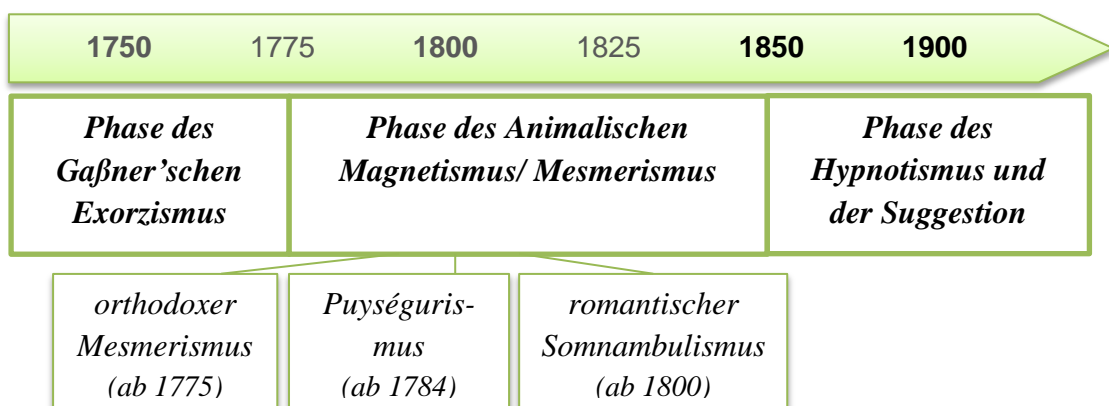 1750 1775 1800 1825 1850 1900
Phase des
Gaßner’schen
Exorzismus
Phase des Animalischen
Magnetismus/ Mesmerismus
Phase des
Hypnotismus und
der Suggestion
orthodoxer
Mesmerismus
(ab 1775)
Puységuris-
mus
(ab 1784)
romantischer
Somnambulismus
(ab 1800)